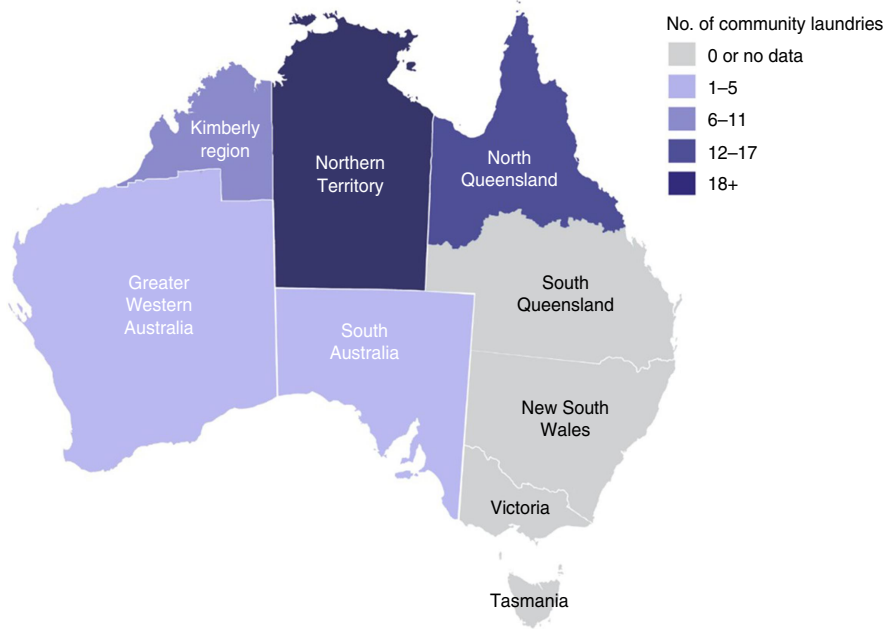 No. of community laundries
0 or no data
1–5
6–11
12–17
18+
Kimberly
region
Northern
Territory
North
Queensland
Greater
Western
Australia
South
Australia
South
Queensland
New South
Wales
Victoria
Tasmania